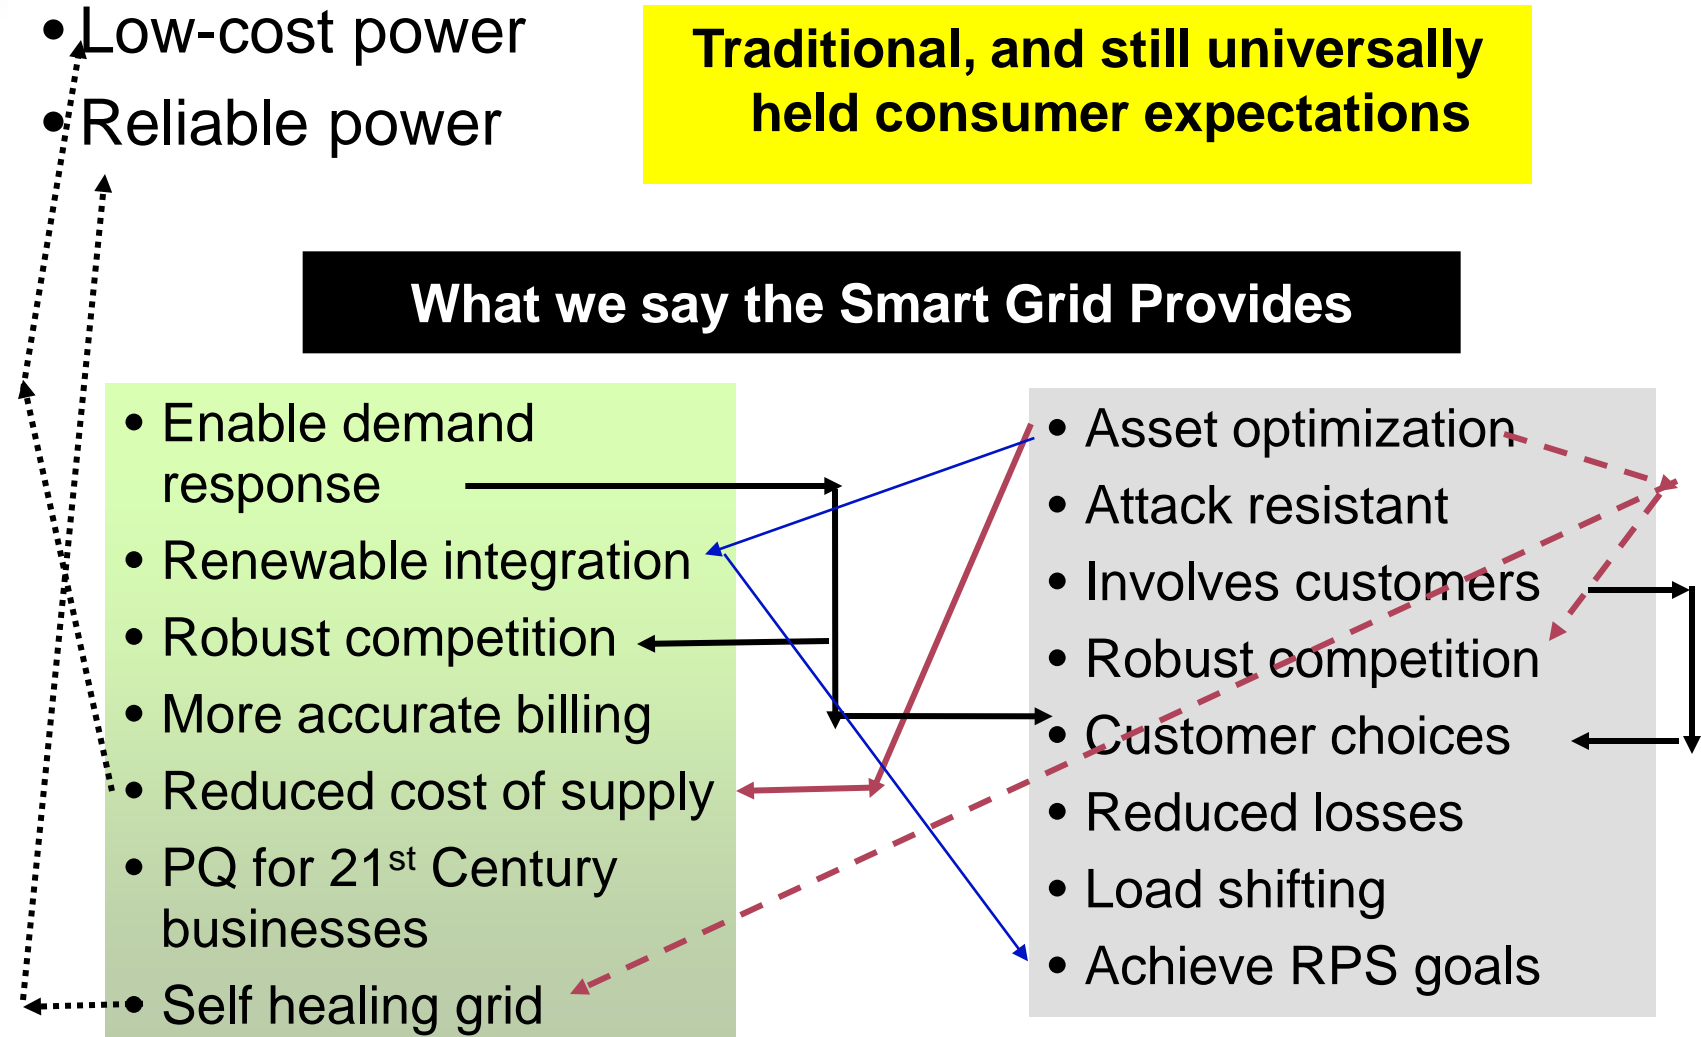 • Low-cost power
• Reliable power
Traditional, and still universally
held consumer expectations
What we say the Smart Grid Provides
• Enable demand
response
• Renewable integration
• Robust competition
• More accurate billing
• Reduced cost of supply
• PQ for 21st Century
businesses
• Self healing grid
• Asset optimization
• Attack resistant
• Involves customers
• Robust competition
• Customer choices
• Reduced losses
• Load shifting
• Achieve RPS goals